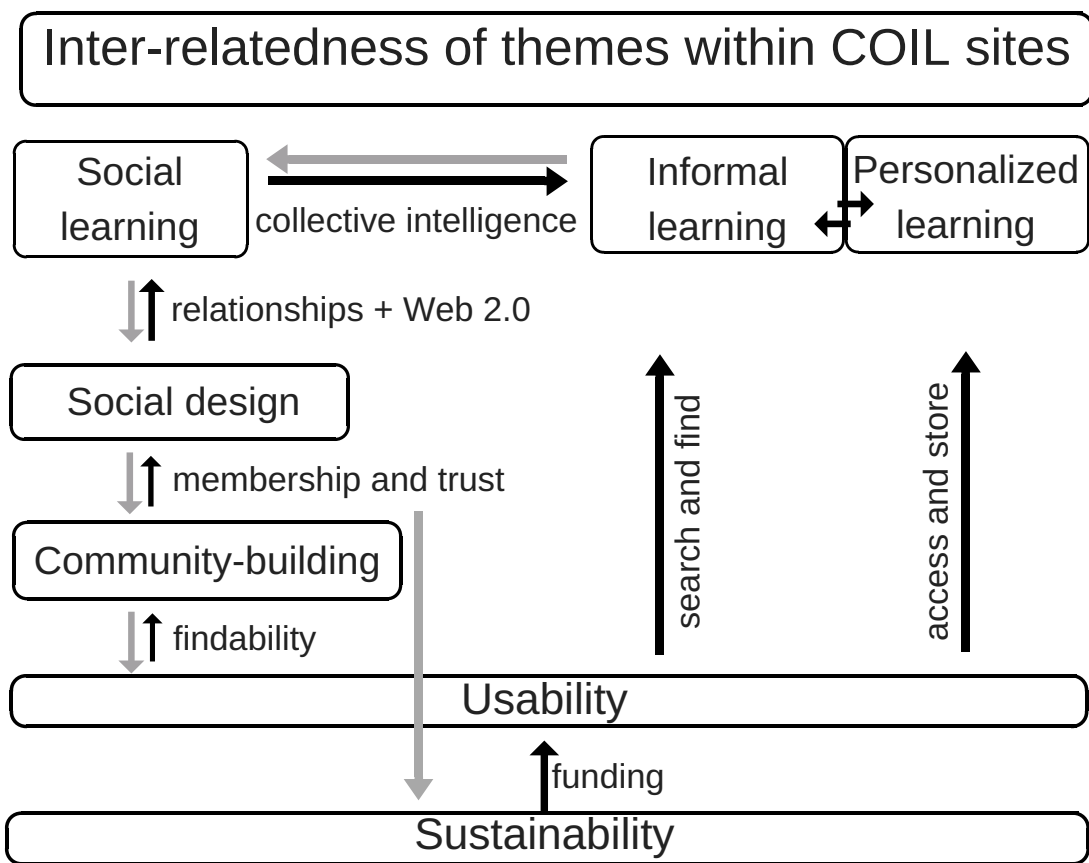 Inter-relatedness of themes within COIL sites
Social
learning
collective intelligence
Informal
learning
Personalized
learning
relationships + Web 2.0
Social design
membership and trust
Community-building
findability
search and find
access and store
Usability
funding
Sustainability